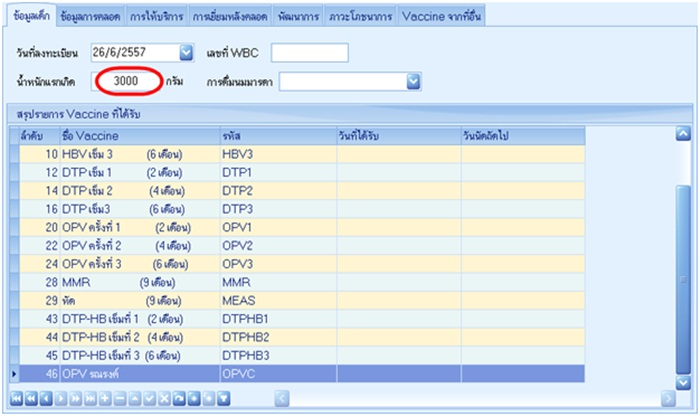 ข้อมูลเด็ก ข้อมูลการคลอด การให้บริการ การเยี่ยมหลังคลอด พัฒนาการ ภาวะโภชนาการ Vaccine จากที่อื่น
วันที่ลงทะเบียน 26/6/2557 เลขที่ WBC
น้ำหนักแรกเกิด 3000 กรัม การดื่มนมมารดา
สรุปรายการ Vaccine ที่ได้รับ
ลำดับ ชื่อ Vaccine รหัส วันที่ได้รับ วันนัดถัดไป
10 HBV เข็ม 3 (6 เดือน) HBV3
12 DTP เข็ม 1 (2 เดือน) DTP1
14 DTP เข็ม 2 (4 เดือน) DTP2
16 DTP เข็ม3 (6 เดือน) DTP3
20 OPV ครั้งที่ 1 (2 เดือน) OPV1
22 OPV ครั้งที่ 2 (4 เดือน) OPV2
24 OPV ครั้งที่ 3 (6 เดือน) OPV3
28 MMR (9 เดือน) MMR
29 หัด (9 เดือน) MEAS
43 DTP-HB เข็มที่ 1 (2 เดือน) DTPHB1
44 DTP-HB เข็มที่ 2 (4 เดือน) DTPHB2
45 DTP-HB เข็มที่ 3 (6 เดือน) DTPHB3
46 OPV รณรงค์ OPVC